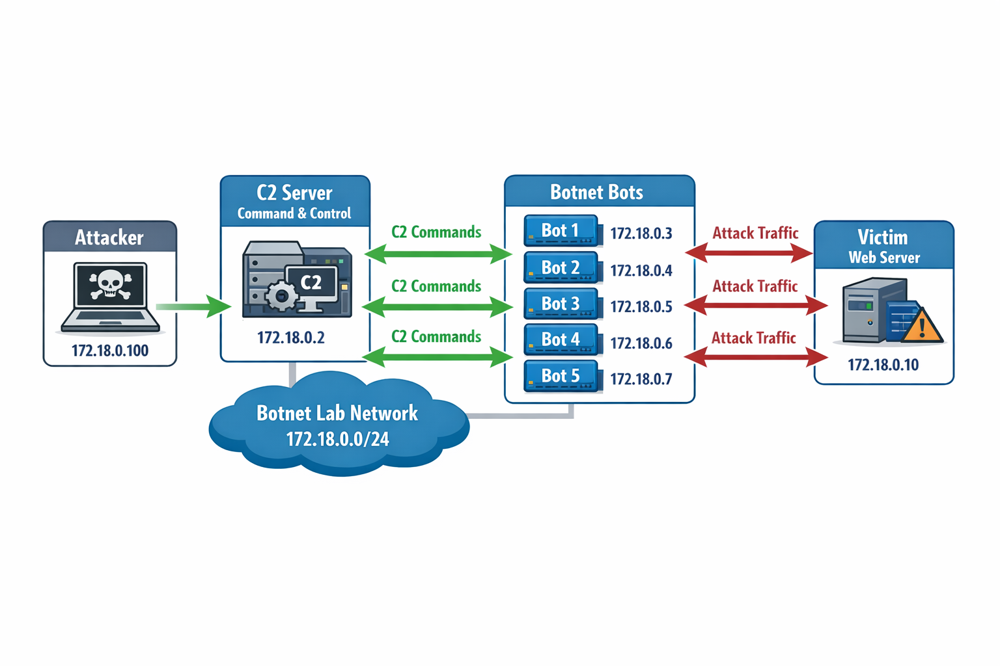 Attacker
172.18.0.100
C2 Server
Command & Control
C2
172.18.0.2
C2 Commands
C2 Commands
C2 Commands
Botnet Bots
Bot 1 172.18.0.3
Bot 2 172.18.0.4
Bot 3 172.18.0.5
Bot 4 172.18.0.6
Bot 5 172.18.0.7
Attack Traffic
Attack Traffic
Attack Traffic
Victim
Web Server
172.18.0.10
Botnet Lab Network
172.18.0.0/24